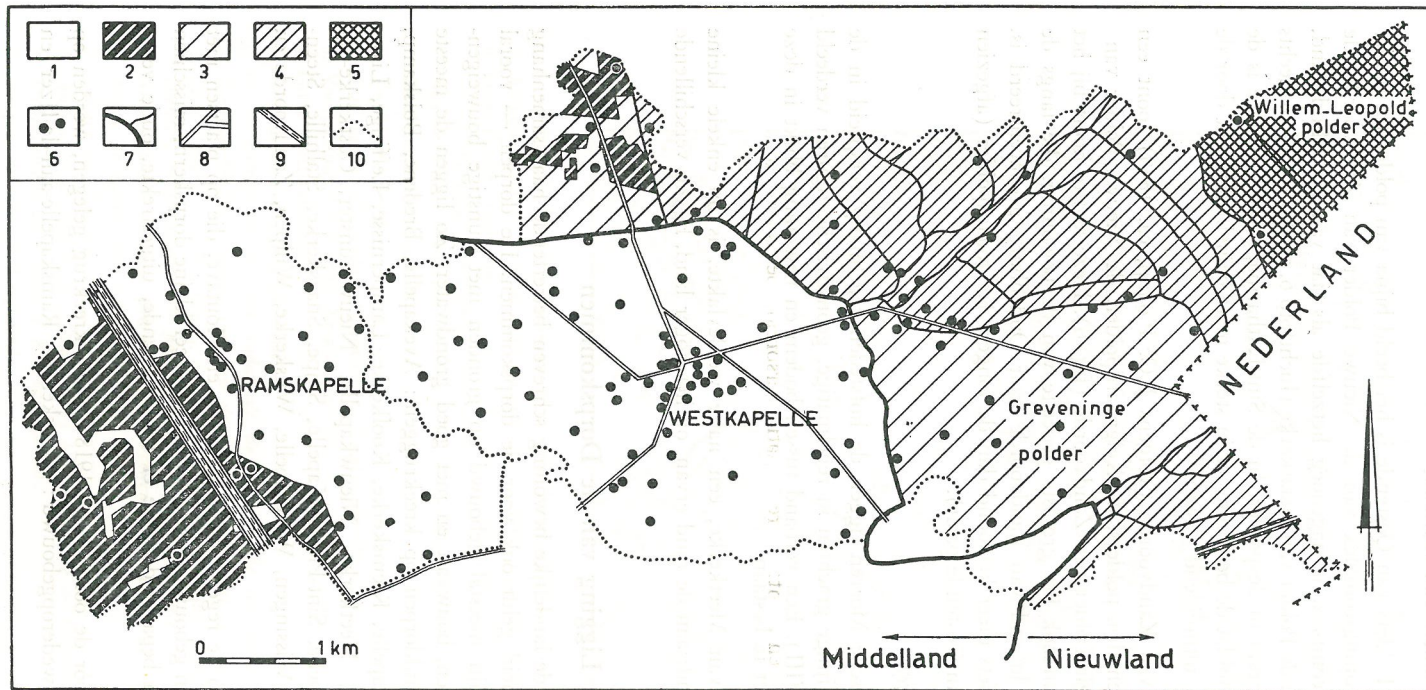 1 2 3 4 5
6 7 8 9 10
Willem-Leopold
polder
NEDERLAND
RAMSKAPELLE
WESTKAPELLE
Greveninge
polder
0 1 km
Middelland Nieuwland